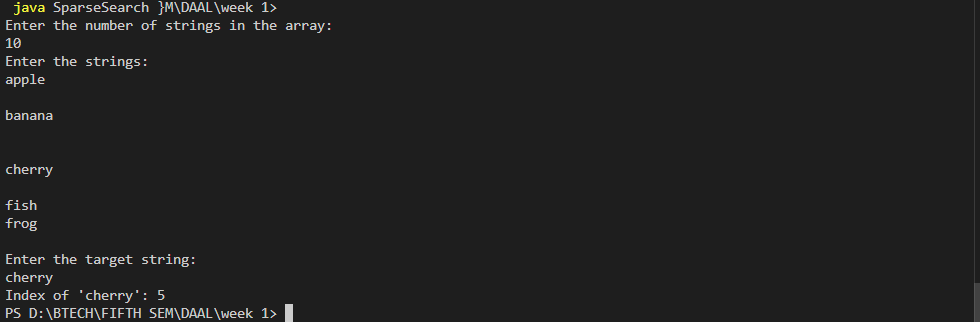 java SparseSearch }M\DAAL\week 1>
Enter the number of strings in the array:
10
Enter the strings:
apple
banana
cherry
fish
frog
Enter the target string:
cherry
Index of 'cherry': 5
PS D:\BTECH\FIFTH SEM\DAAL\week 1>